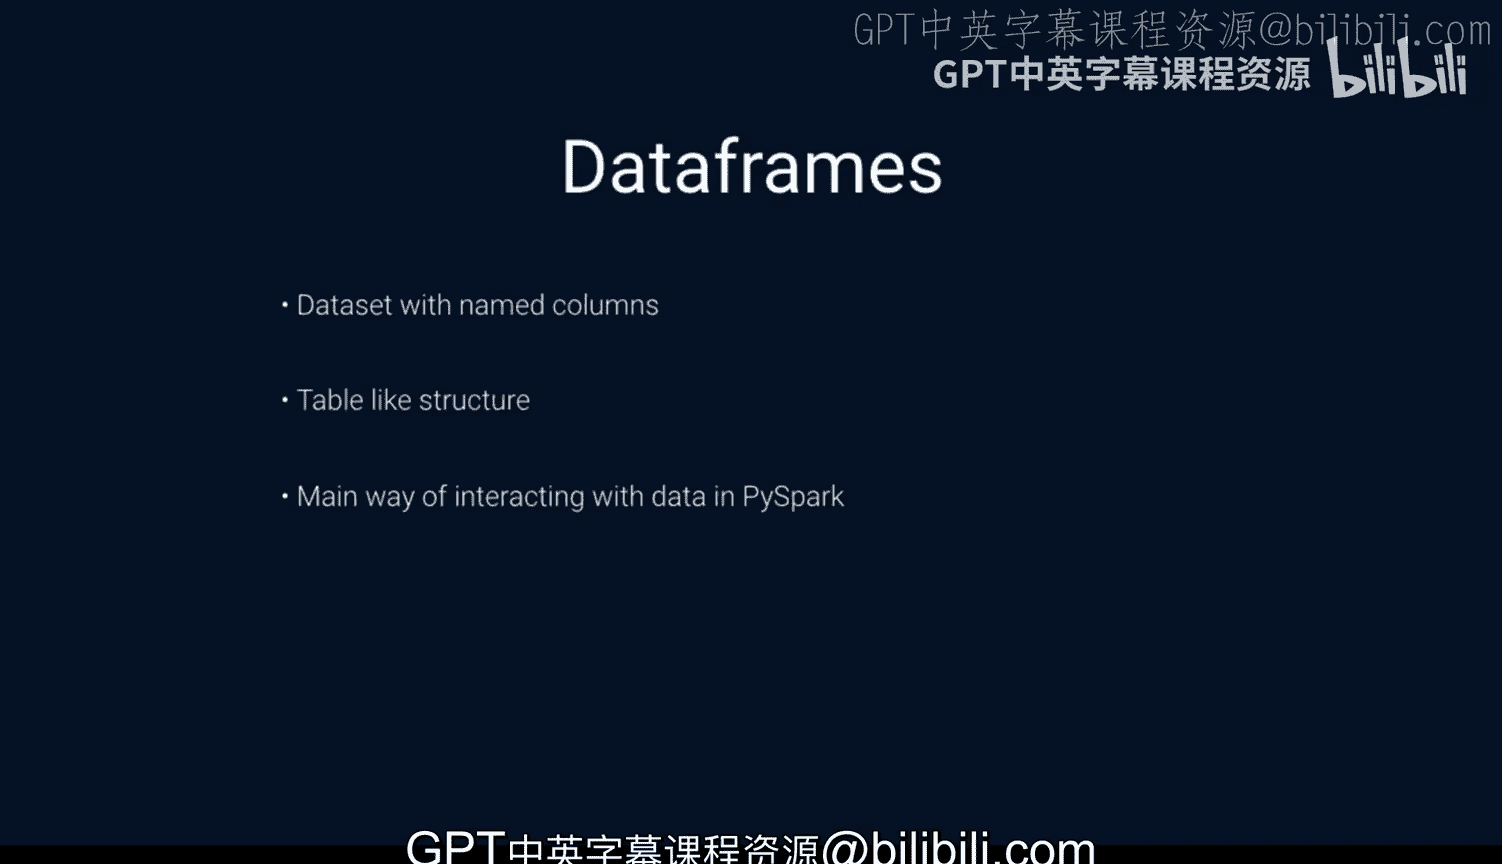 GPT中英字幕课程资源@bilibili.com
GPT中英字幕课程资源 bilibili
Dataframes
• Dataset with named columns
• Table like structure
• Main way of interacting with data in PySpark
GPT中英字幕课程资源@bilibili.com